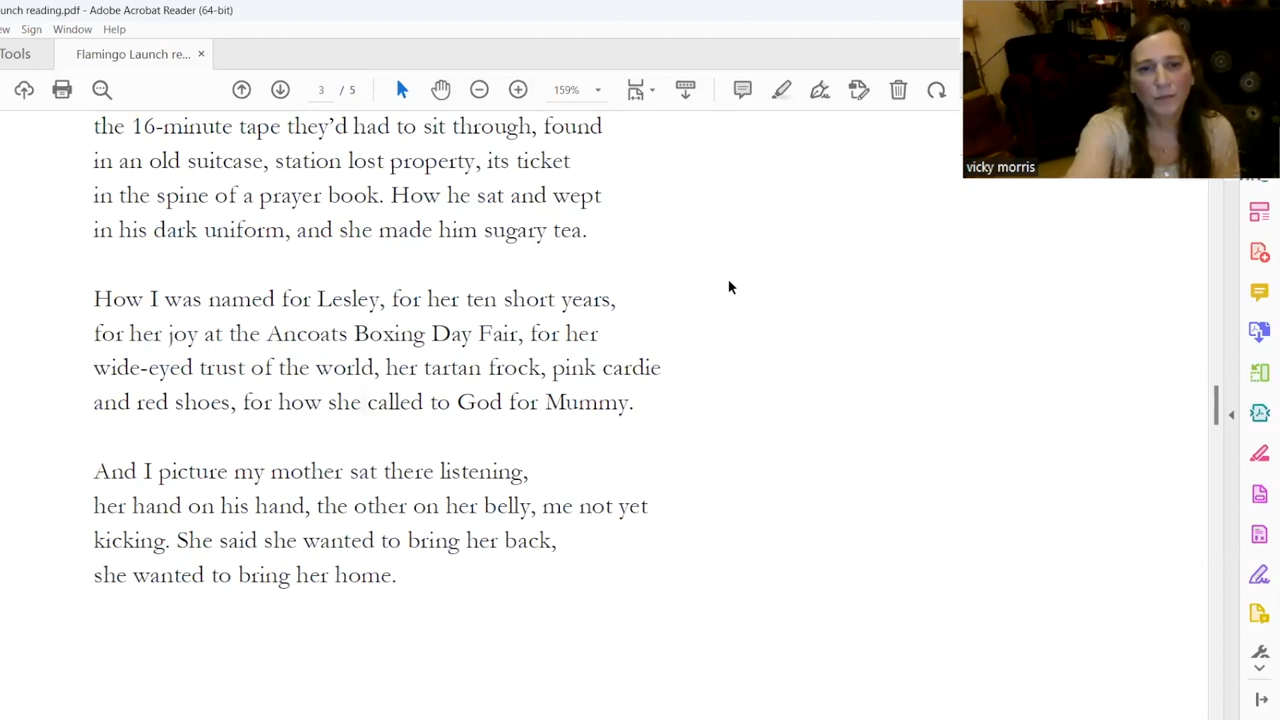 unch reading.pdf - Adobe Acrobat Reader (64-bit)
Sign Window Help
Tools
Flamingo Launch re... ×
3 / 5
159%
vicky morris
the 16-minute tape they'd had to sit through, found
in an old suitcase, station lost property, its ticket
in the spine of a prayer book. How he sat and wept
in his dark uniform, and she made him sugary tea.
How I was named for Lesley, for her ten short years,
for her joy at the Ancoats Boxing Day Fair, for her
wide-eyed trust of the world, her tartan frock, pink cardie
and red shoes, for how she called to God for Mummy.
And I picture my mother sat there listening,
her hand on his hand, the other on her belly, me not yet
kicking. She said she wanted to bring her back,
she wanted to bring her home.